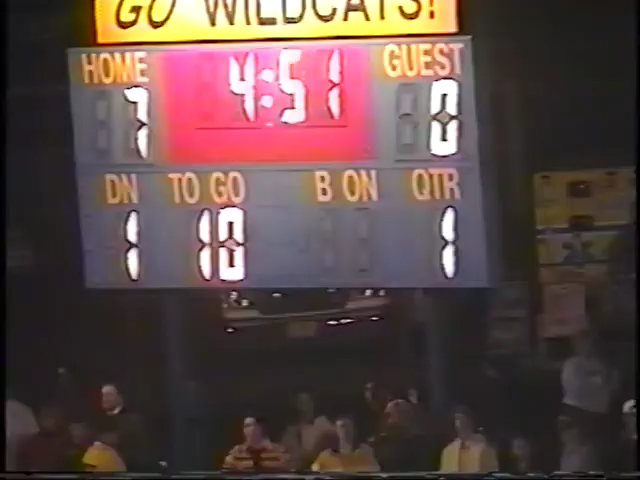 GO WILDCATS!
HOME 4:51 GUEST
7 0
DN TO GO B ON QTR
1 10 1